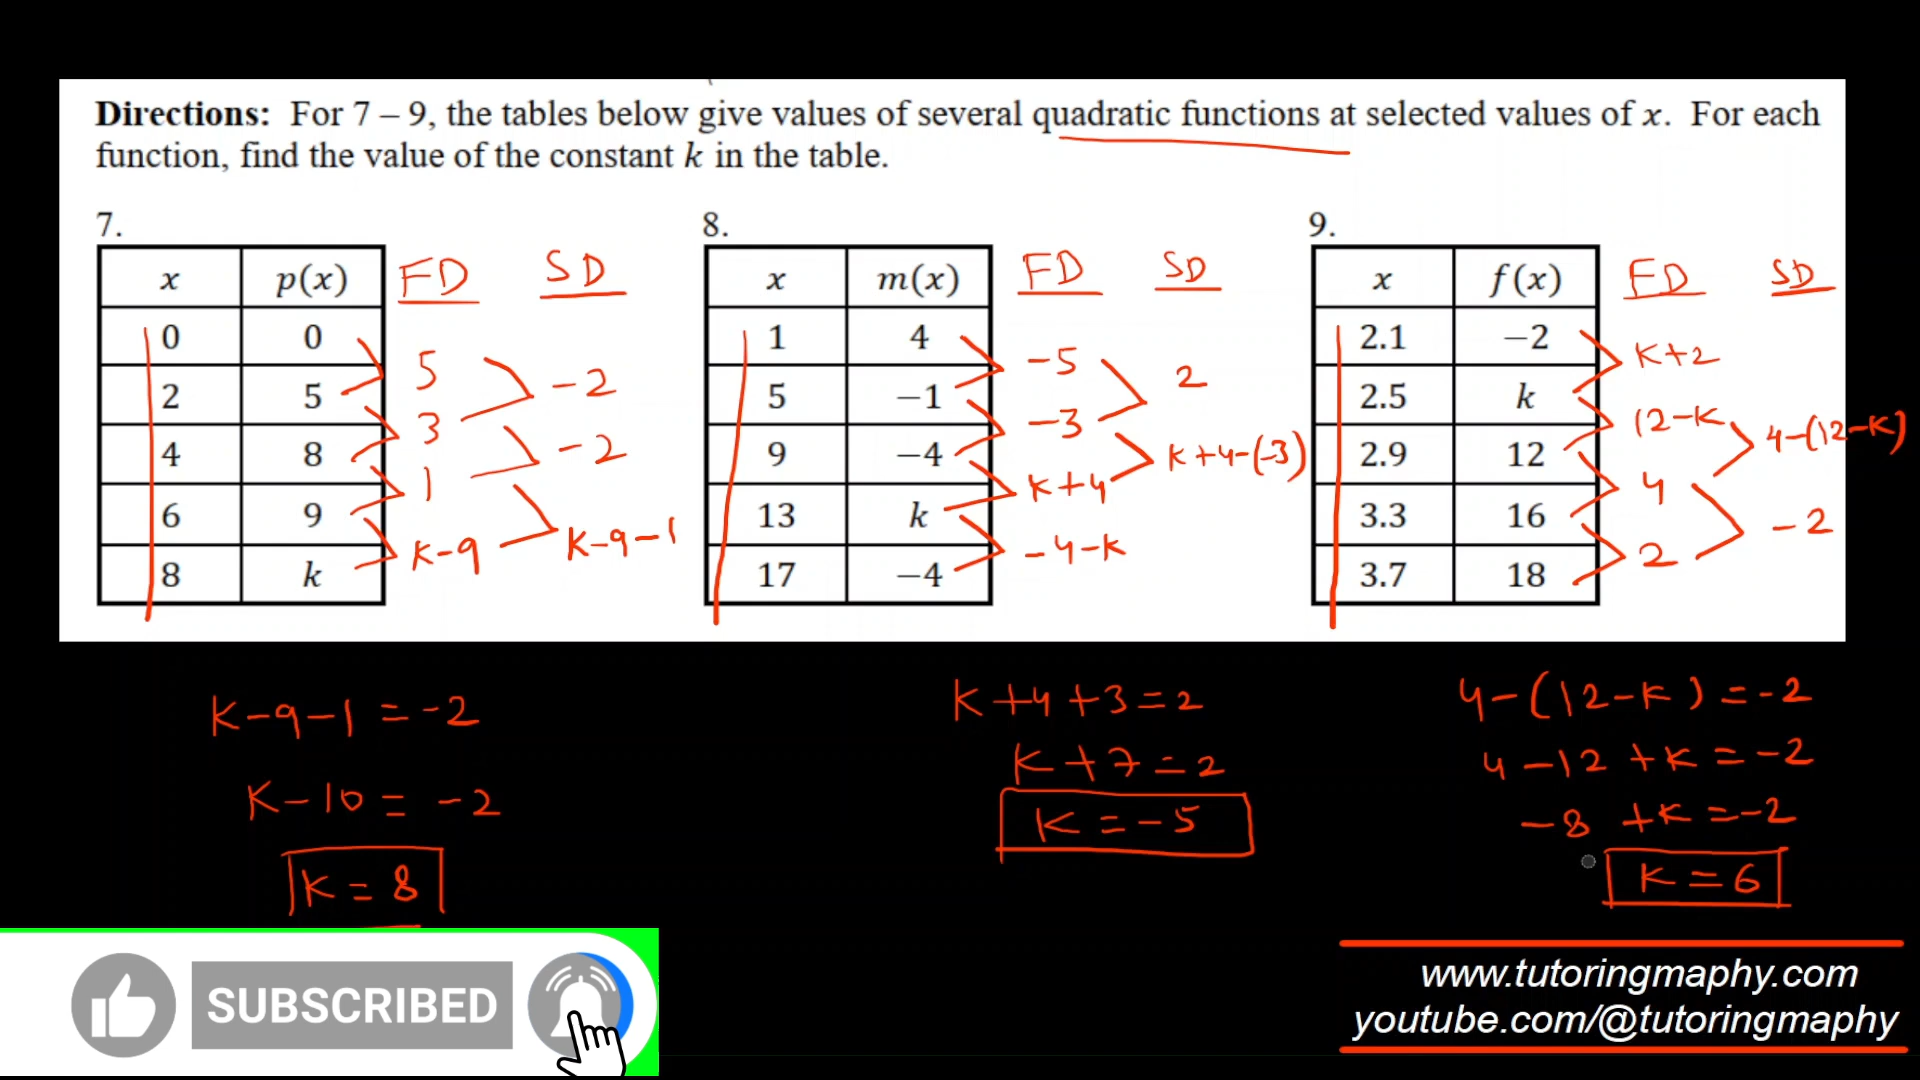 Directions: For 7 – 9, the tables below give values of several quadratic functions at selected values of x. For each
function, find the value of the constant k in the table.
7.
x p(x) FD SD
0 0
5
2 5 -2
3
4 8 -2
1
6 9
k-9 k-9-1
8 k
8.
x m(x) FD SD
1 4
-5
5 −1 2
-3
9 −4 k+4-(-3)
k+4
13 k
-4-k
17 −4
9.
x f(x) FD SD
2.1 −2
k+2
2.5 k
12-k 4-(12-k)
2.9 12
4
3.3 16 -2
2
3.7 18
k-9-1 = -2
k-10 = -2
k = 8
k+4+3=2
k+7=2
k=-5
4-(12-k)=-2
4-12+k=-2
-8+k=-2
k=6
SUBSCRIBED
www.tutoringmaphy.com
youtube.com/@tutoringmaphy